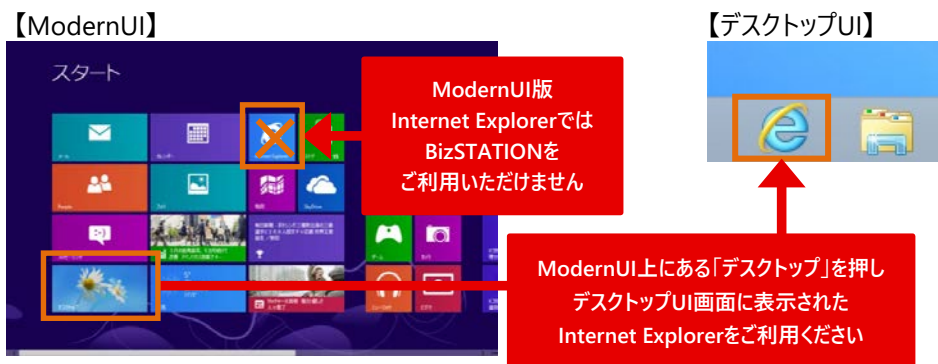 【ModernUI】
【デスクトップUI】
スタート
ModernUI版
Internet Explorerでは
BizSTATIONを
ご利用いただけません
People
SkyDrive
ModernUI上にある「デスクトップ」を押し
デスクトップUI画面に表示された
Internet Explorerをご利用ください